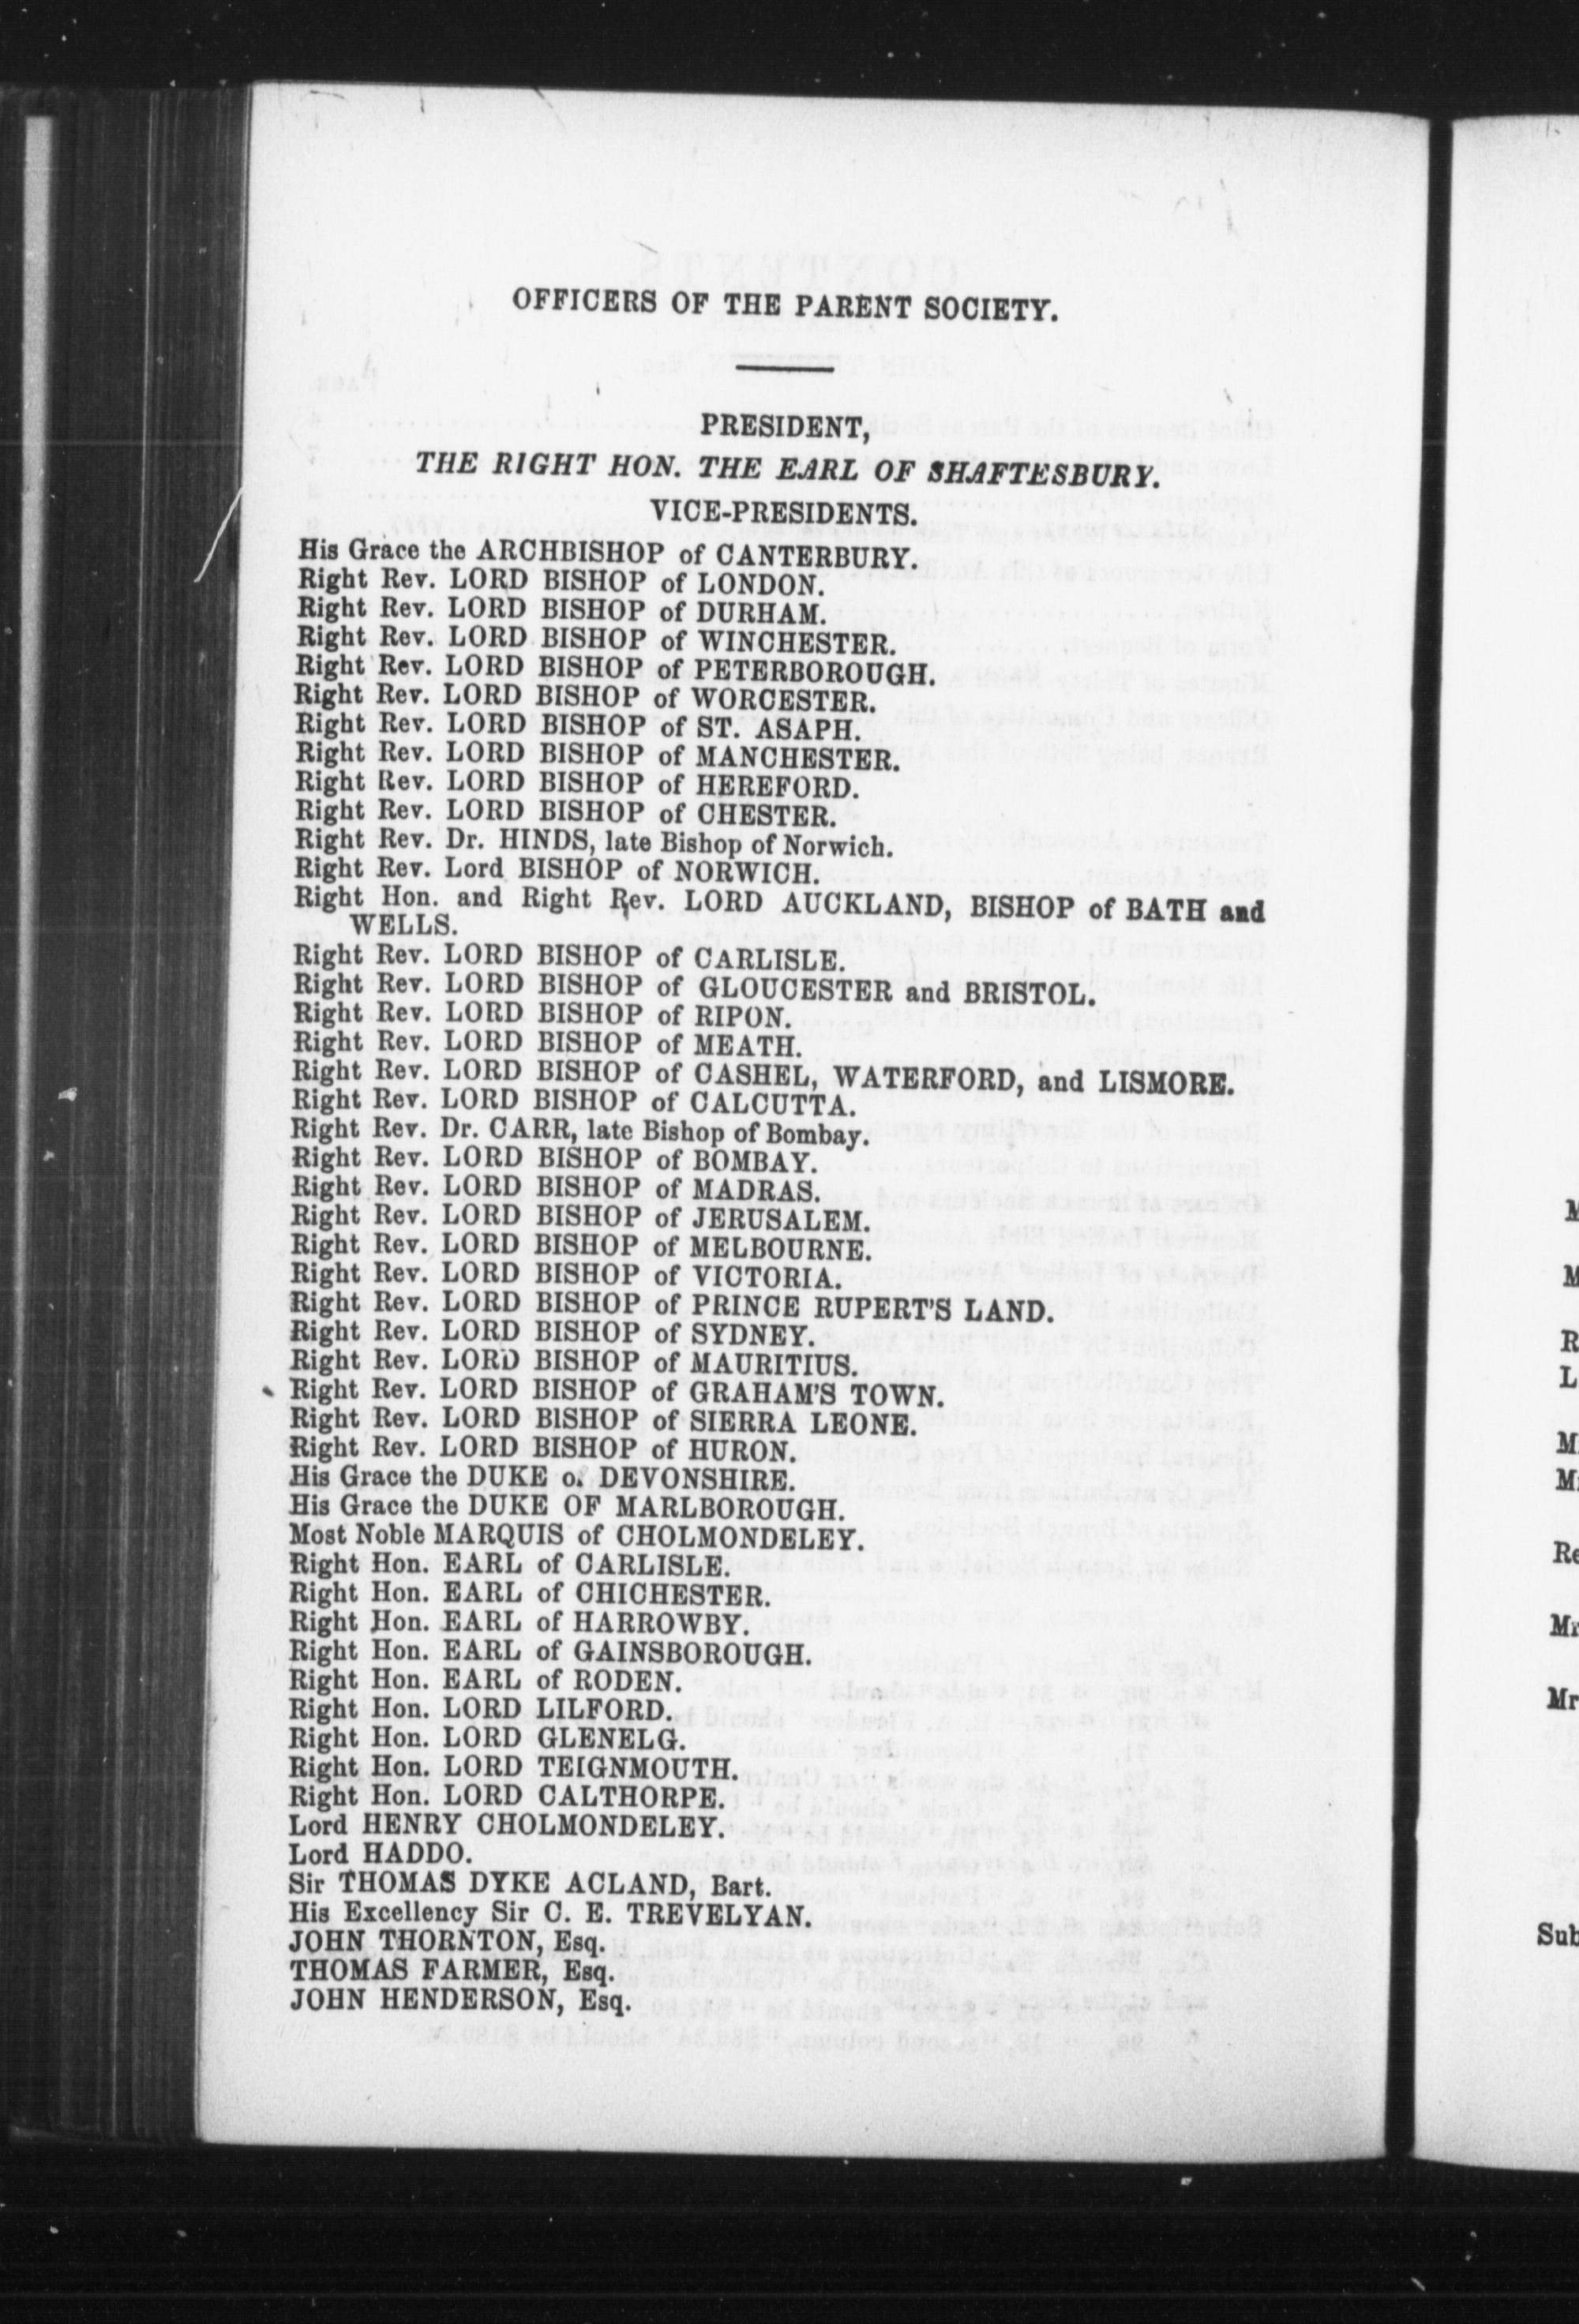 OFFICERS OF THE PARENT SOCIETY.
PRESIDENT,
THE RIGHT HON. THE EARL OF SHAFTESBURY.
VICE-PRESIDENTS.
His Grace the ARCHBISHOP of CANTERBURY.
Right Rev. LORD BISHOP of LONDON.
Right Rev. LORD BISHOP of DURHAM.
Right Rev. LORD BISHOP of WINCHESTER.
Right Rev. LORD BISHOP of PETERBOROUGH.
Right Rev. LORD BISHOP of WORCESTER.
Right Rev. LORD BISHOP of ST. ASAPH.
Right Rev. LORD BISHOP of MANCHESTER.
Right Rev. LORD BISHOP of HEREFORD.
Right Rev. LORD BISHOP of CHESTER.
Right Rev. Dr. HINDS, late Bishop of Norwich.
Right Rev. Lord BISHOP of NORWICH.
Right Hon. and Right Rev. LORD AUCKLAND, BISHOP of BATH and
WELLS.
Right Rev. LORD BISHOP of CARLISLE.
Right Rev. LORD BISHOP of GLOUCESTER and BRISTOL.
Right Rev. LORD BISHOP of RIPON.
Right Rev. LORD BISHOP of MEATH.
Right Rev. LORD BISHOP of CASHEL, WATERFORD, and LISMORE.
Right Rev. LORD BISHOP of CALCUTTA.
Right Rev. Dr. CARR, late Bishop of Bombay.
Right Rev. LORD BISHOP of BOMBAY.
Right Rev. LORD BISHOP of MADRAS.
Right Rev. LORD BISHOP of JERUSALEM.
Right Rev. LORD BISHOP of MELBOURNE.
Right Rev. LORD BISHOP of VICTORIA.
Right Rev. LORD BISHOP of PRINCE RUPERT'S LAND.
Right Rev. LORD BISHOP of SYDNEY.
Right Rev. LORD BISHOP of MAURITIUS.
Right Rev. LORD BISHOP of GRAHAM'S TOWN.
Right Rev. LORD BISHOP of SIERRA LEONE.
Right Rev. LORD BISHOP of HURON.
His Grace the DUKE o. DEVONSHIRE.
His Grace the DUKE OF MARLBOROUGH.
Most Noble MARQUIS of CHOLMONDELEY.
Right Hon. EARL of CARLISLE.
Right Hon. EARL of CHICHESTER.
Right Hon. EARL of HARROWBY.
Right Hon. EARL of GAINSBOROUGH.
Right Hon. EARL of RODEN.
Right Hon. LORD LILFORD.
Right Hon. LORD GLENELG.
Right Hon. LORD TEIGNMOUTH.
Right Hon. LORD CALTHORPE.
Lord HENRY CHOLMONDELEY.
Lord HADDO.
Sir THOMAS DYKE ACLAND, Bart.
His Excellency Sir C. E. TREVELYAN.
JOHN THORNTON, Esq.
THOMAS FARMER, Esq.
JOHN HENDERSON, Esq.